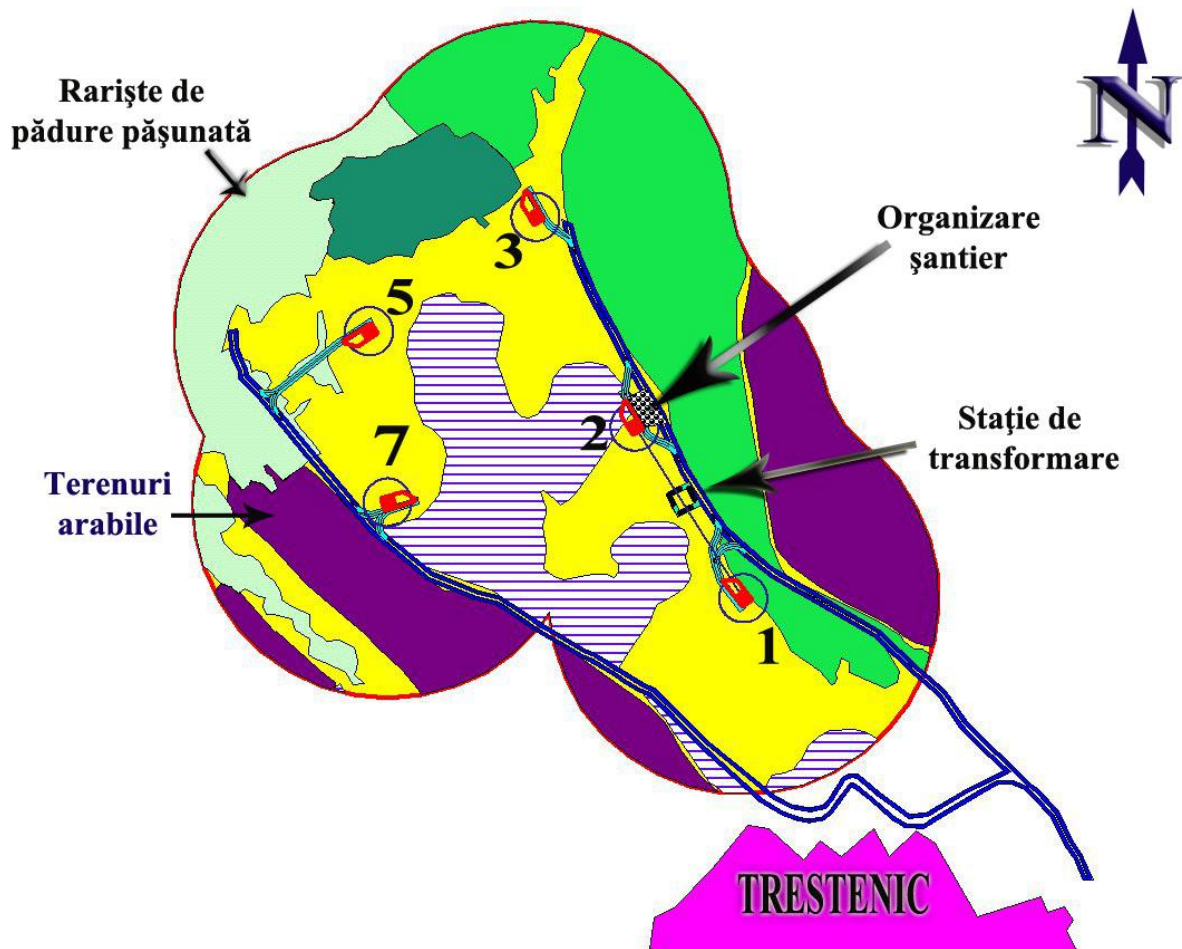 Rarişte de
pădure păşunată
N
Organizare
şantier
3
5
2
Staţie de
transformare
7
Terenuri
arabile
1
TRESTENIC